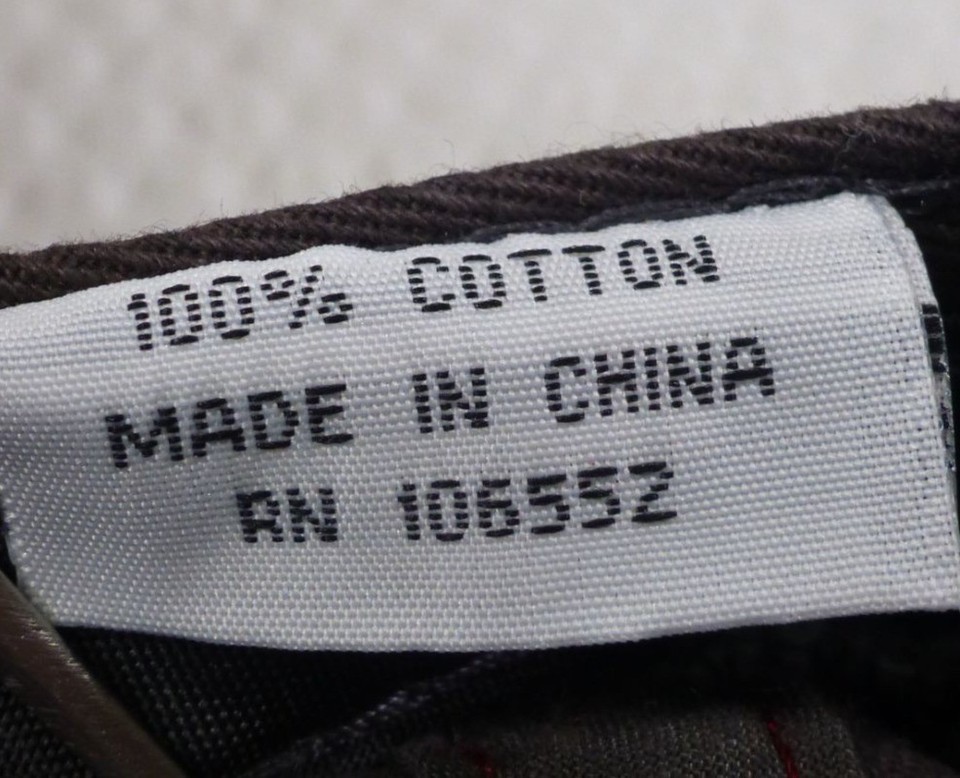 100% COTTON
MADE IN CHINA
RN 106552